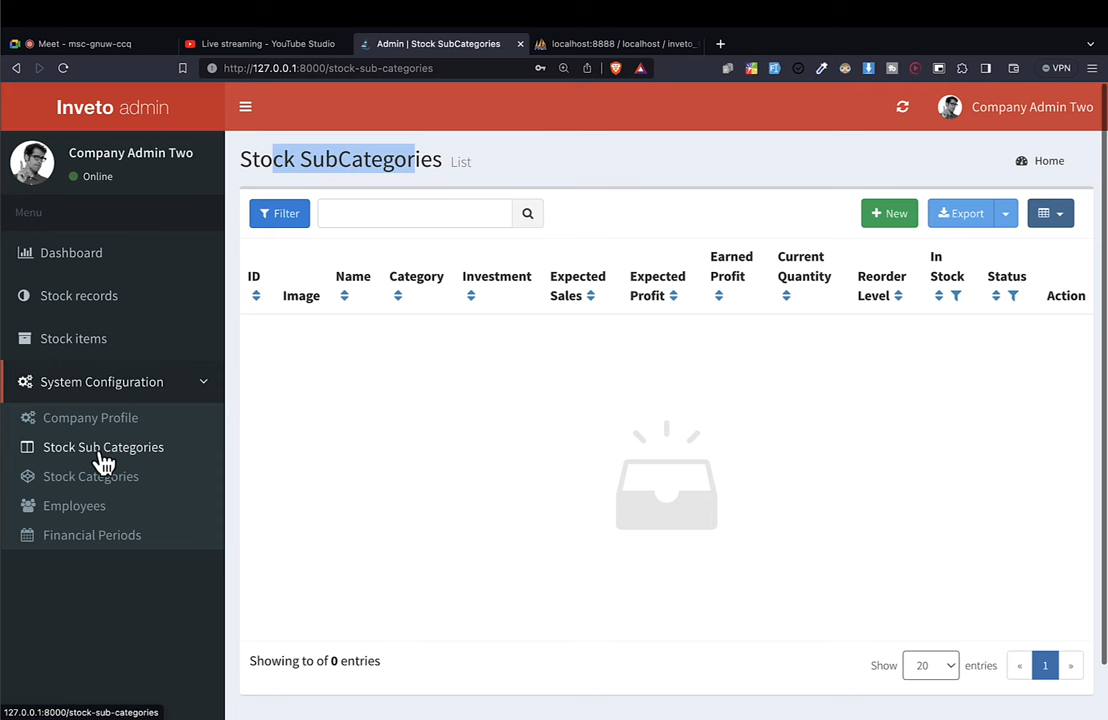 Meet - msc-gnuw-ccq
Live streaming - YouTube Studio
Admin | Stock SubCategories
localhost:8888 / localhost / inveto_
http://127.0.0.1:8000/stock-sub-categories
VPN
Inveto admin
Company Admin Two
Company Admin Two
Online
Menu
Dashboard
Stock records
Stock items
System Configuration
Company Profile
Stock Sub Categories
Stock Categories
Employees
Financial Periods
Stock SubCategories List
Home
Filter
New
Export
ID
Image
Name
Category
Investment
Expected
Sales
Expected
Profit
Earned
Profit
Current
Quantity
Reorder
Level
In
Stock
Status
Action
Showing to of 0 entries
Show 20 entries
« 1 »
127.0.0.1:8000/stock-sub-categories